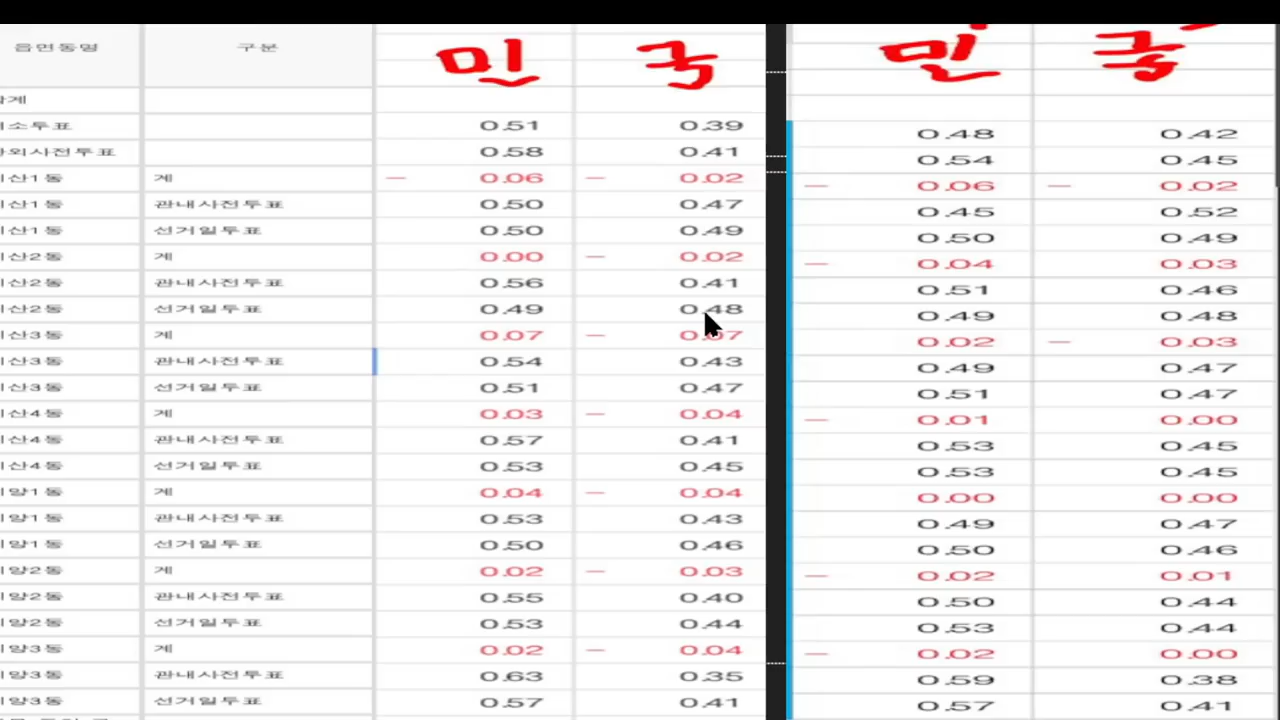 읍면동명 구분 민 국 민 국
계
소투표 0.51 0.39 0.48 0.42
외사전투표 0.58 0.41 0.54 0.45
산1동 계 — 0.06 — 0.02 — 0.06 — 0.02
산1동 관내사전투표 0.50 0.47 0.45 0.52
산1동 선거일투표 0.50 0.49 0.50 0.49
산2동 계 0.00 — 0.02 — 0.04 0.03
산2동 관내사전투표 0.56 0.41 0.51 0.46
산2동 선거일투표 0.49 0.48 0.49 0.48
산3동 계 0.07 — 0.07 0.02 — 0.03
산3동 관내사전투표 0.54 0.43 0.49 0.47
산3동 선거일투표 0.51 0.47 0.51 0.47
산4동 계 0.03 — 0.04 — 0.01 0.00
산4동 관내사전투표 0.57 0.41 0.53 0.45
산4동 선거일투표 0.53 0.45 0.53 0.45
양1동 계 0.04 — 0.04 0.00 0.00
양1동 관내사전투표 0.53 0.43 0.49 0.47
양1동 선거일투표 0.50 0.46 0.50 0.46
양2동 계 0.02 — 0.03 — 0.02 0.01
양2동 관내사전투표 0.55 0.40 0.50 0.44
양2동 선거일투표 0.53 0.44 0.53 0.44
양3동 계 0.02 — 0.04 — 0.02 0.00
양3동 관내사전투표 0.63 0.35 0.59 0.38
양3동 선거일투표 0.57 0.41 0.57 0.41